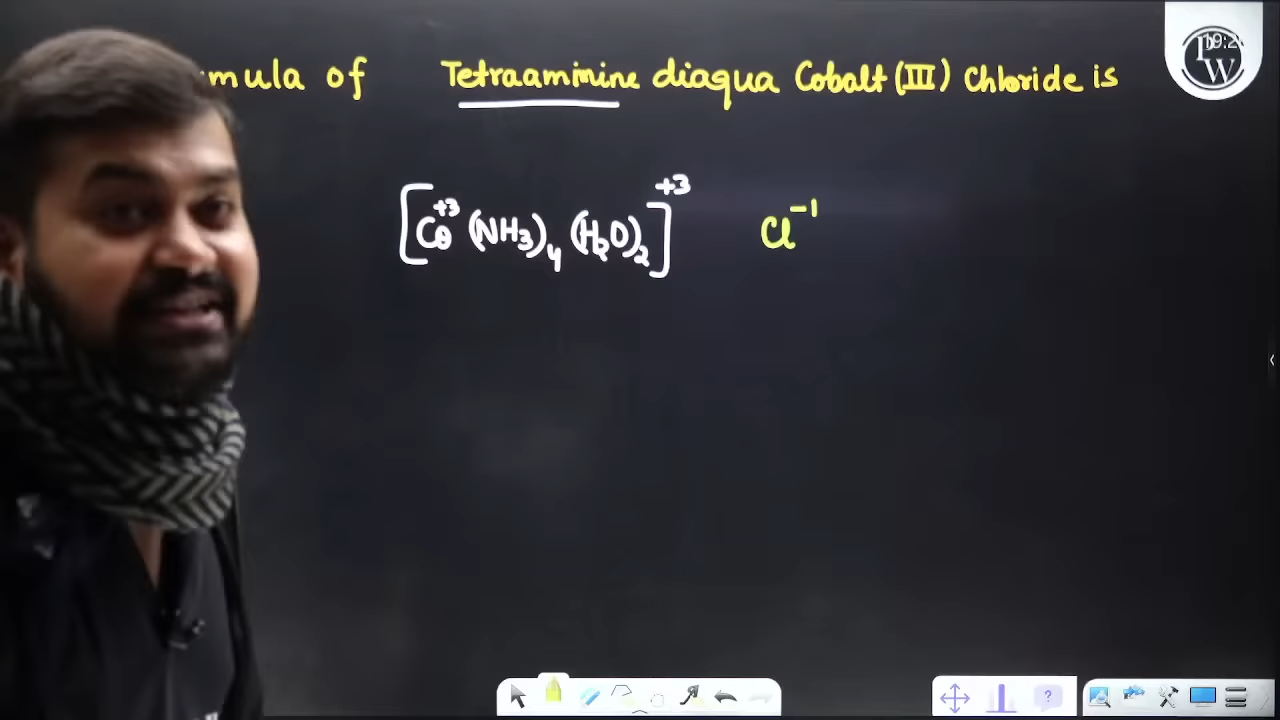 mula of Tetraammine diaqua Cobalt (III) Chloride is
[Co⁺³ (NH₃)₄ (H₂O)₂]⁺³ Cl⁻¹
W
?